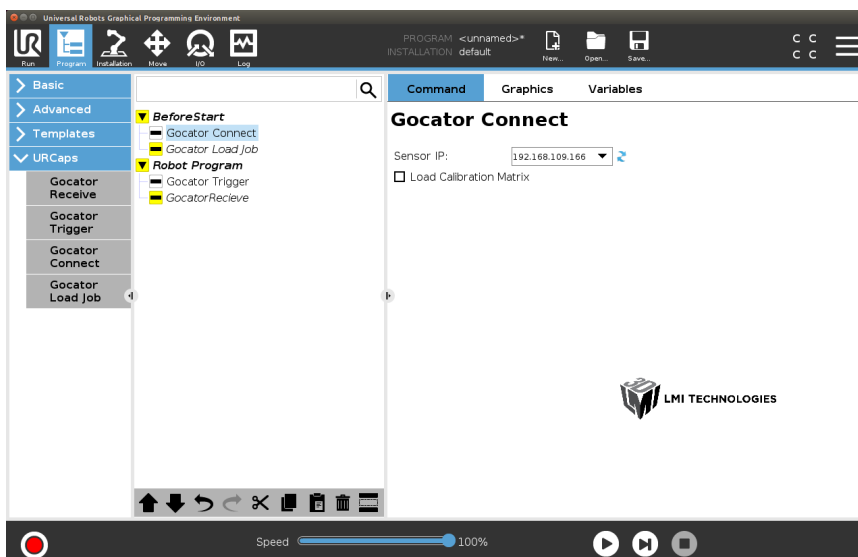 Universal Robots Graphical Programming Environment
UR
Run
Program
Installation
Move
I/O
Log
PROGRAM <unnamed>*
INSTALLATION default
New...
Open...
Save...
C C
C C
Basic
Advanced
Templates
URCaps
Gocator
Receive
Gocator
Trigger
Gocator
Connect
Gocator
Load Job
BeforeStart
Gocator Connect
Gocator Load Job
Robot Program
Gocator Trigger
GocatorRecieve
Command Graphics Variables
Gocator Connect
Sensor IP: 192.168.109.166
Load Calibration Matrix
3D
LMI LMI TECHNOLOGIES
Speed 100%